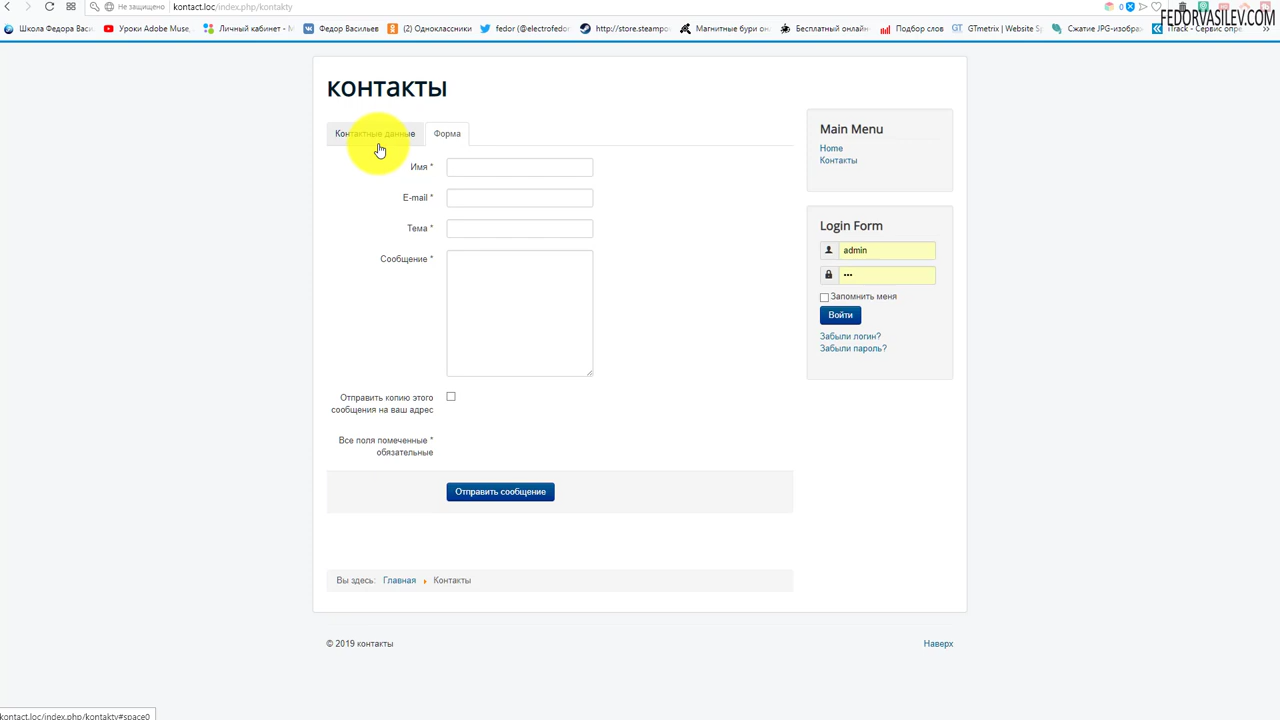 Не защищено
kontact.loc/index.php/kontakty
0
FEDORVASILEV.COM
Школа Федора Васи...
Уроки Adobe Muse,
Личный кабинет - М
Федор Васильев
(2) Одноклассники
fedor (@electrofedor
http://store.steampo
Магнитные бури он
Бесплатный онлайн
Подбор слов
GTmetrix | Website Sp
Сжатие JPG-изображ
контакты
Контактные данные
Форма
Имя *
E-mail *
Тема *
Сообщение *
Отправить копию этого
сообщения на ваш адрес
Все поля помеченные *
обязательные
Отправить сообщение
Main Menu
Home
Контакты
Login Form
admin
•••
Запомнить меня
Войти
Забыли логин?
Забыли пароль?
Вы здесь: Главная Контакты
© 2019 контакты
Наверх
kontact.loc/index.php/kontakty#space0